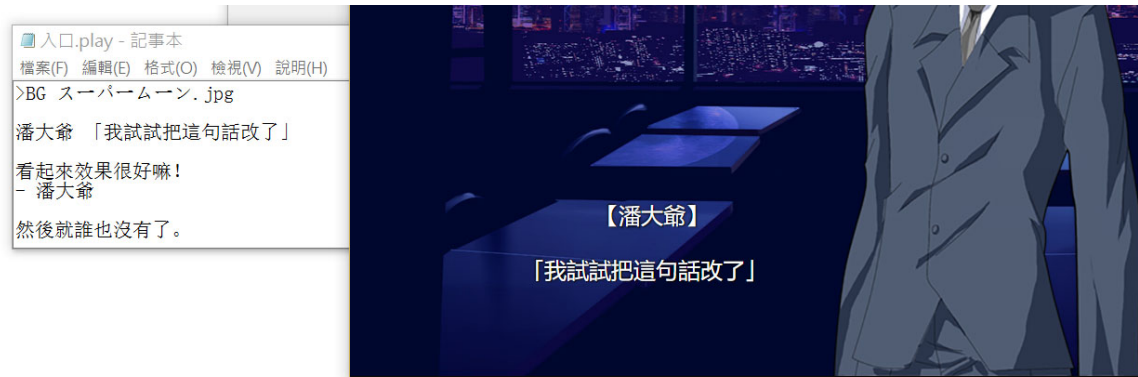 入口.play - 記事本
檔案(F) 編輯(E) 格式(O) 檢視(V) 說明(H)
>BG スーパームーン.jpg
潘大爺 「我試試把這句話改了」
看起來效果很好嘛!
- 潘大爺
然後就誰也沒有了。
【潘大爺】
「我試試把這句話改了」